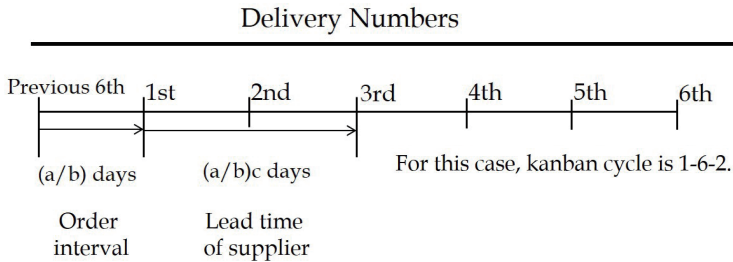 Delivery Numbers
Previous 6th 1st 2nd 3rd 4th 5th 6th
(a/b) days (a/b)c days For this case, kanban cycle is 1-6-2.
Order Lead time
interval of supplier